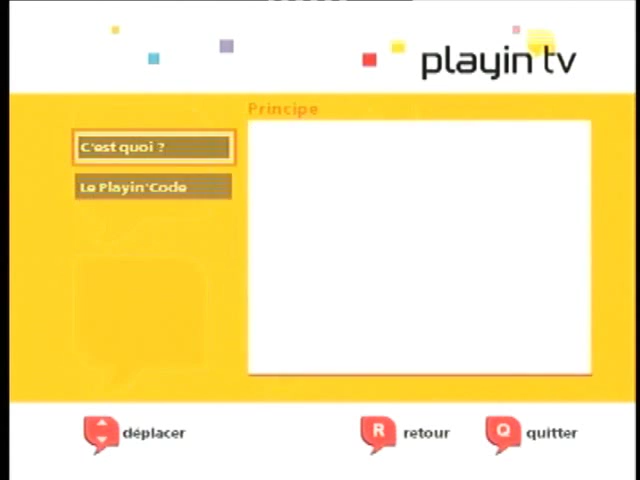 playin tv
Principe
C'est quoi ?
Le Playin'Code
déplacer
R retour
Q quitter